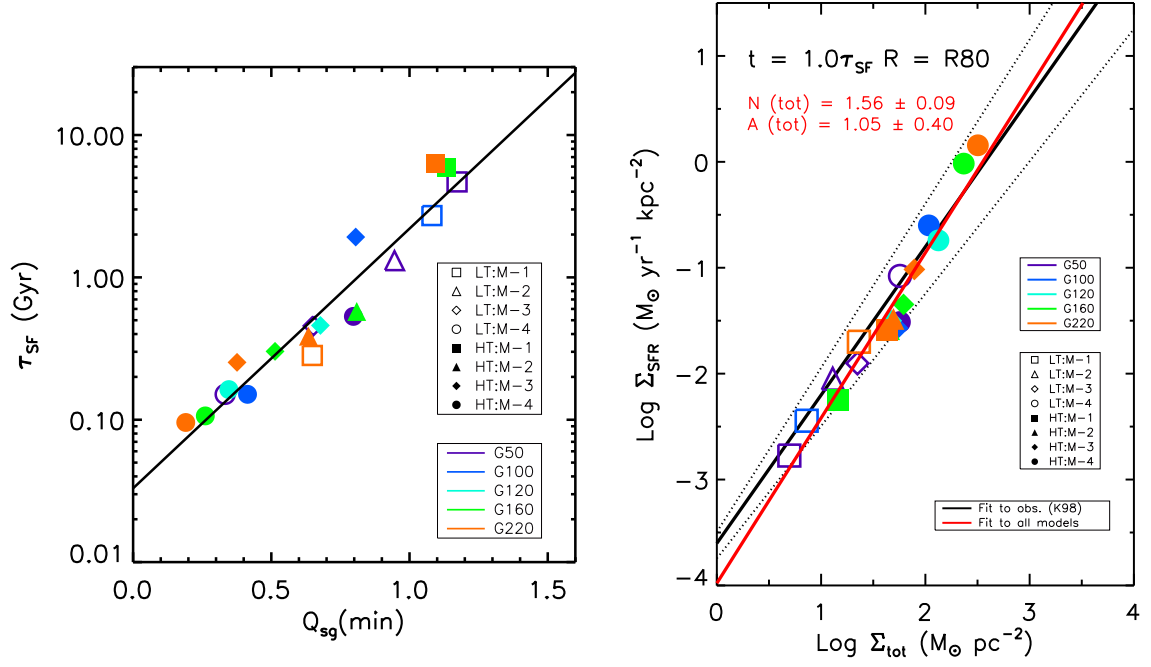 10.00
1.00
0.10
0.01
τSF (Gyr)
0.0 0.5 1.0 1.5
Qsg(min)
LT:M−1
LT:M−2
LT:M−3
LT:M−4
HT:M−1
HT:M−2
HT:M−3
HT:M−4
G50
G100
G120
G160
G220
t = 1.0τSF R = R80
N (tot) = 1.56 ± 0.09
A (tot) = 1.05 ± 0.40
1
0
−1
−2
−3
−4
Log ΣSFR (M⊙ yr−1 kpc−2)
G50
G100
G120
G160
G220
LT:M−1
LT:M−2
LT:M−3
LT:M−4
HT:M−1
HT:M−2
HT:M−3
HT:M−4
Fit to obs. (K98)
Fit to all models
0 1 2 3 4
Log Σtot (M⊙ pc−2)